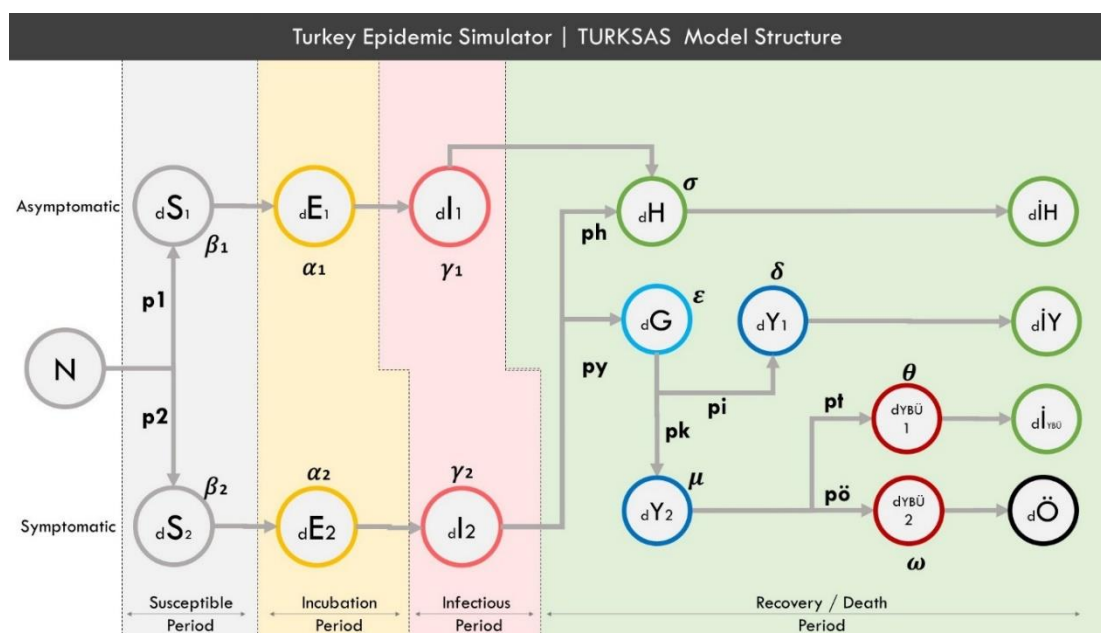 Turkey Epidemic Simulator | TURKSAS Model Structure
Asymptomatic
dS1
β1
dE1
α1
dI1
γ1
dH
σ
ph
dİH
p1
N
p2
dG
ε
py
pi
pk
dY1
δ
dİY
θ
pt
dYBÜ
1
dİYBÜ
Symptomatic
dS2
β2
dE2
α2
dI2
γ2
dY2
μ
pö
dYBÜ
2
ω
dÖ
Susceptible
Period
Incubation
Period
Infectious
Period
Recovery / Death
Period